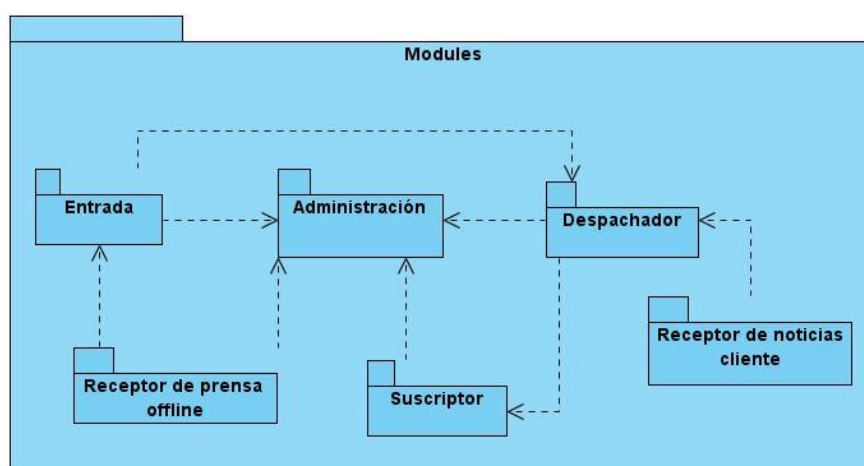 Modules
Entrada
Administración
Despachador
Receptor de noticias
cliente
Receptor de prensa
offline
Suscriptor